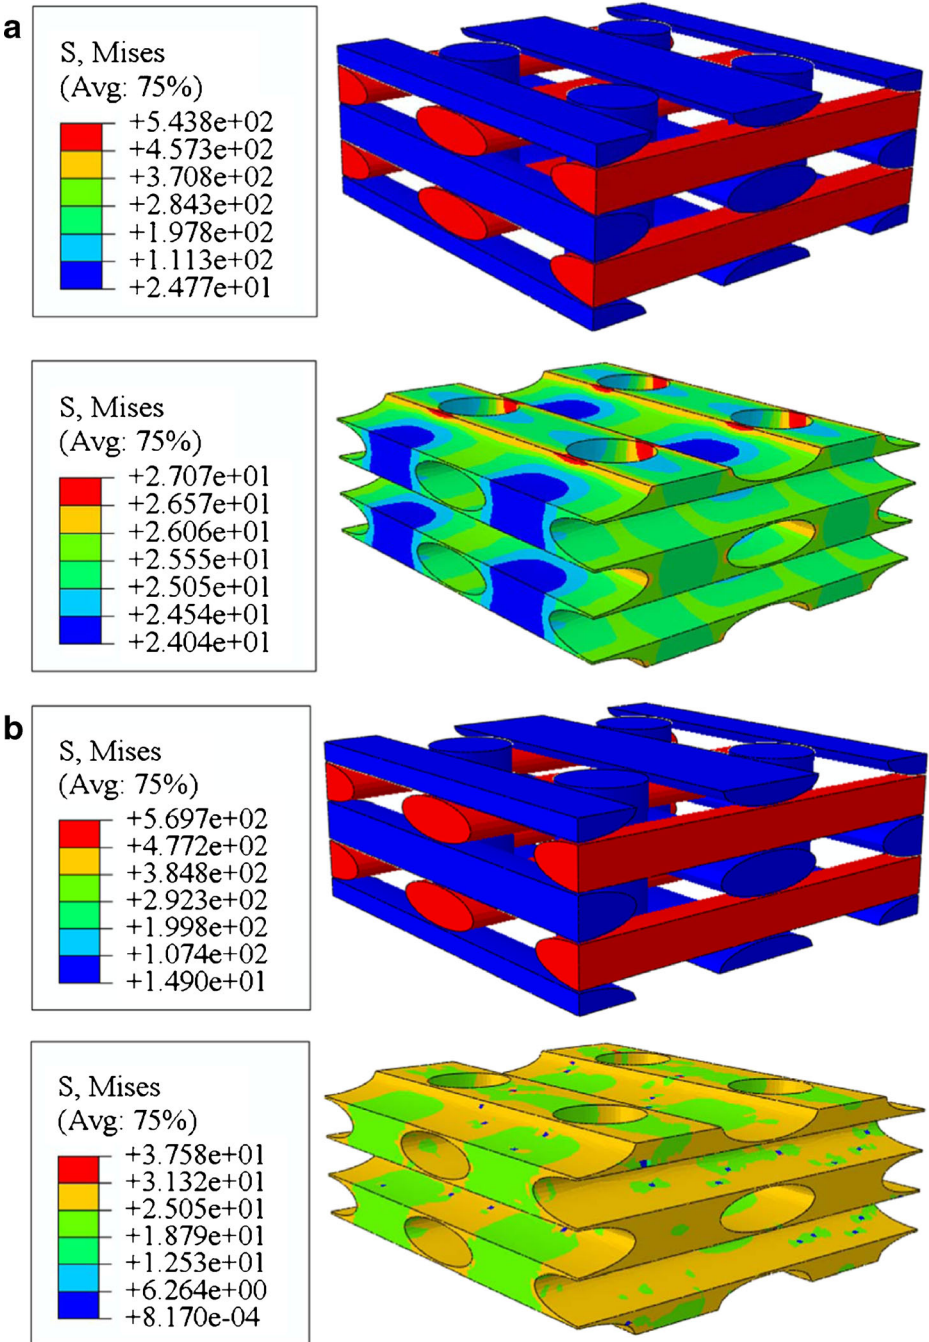 a
S, Mises
(Avg: 75%)
+5.438e+02
+4.573e+02
+3.708e+02
+2.843e+02
+1.978e+02
+1.113e+02
+2.477e+01
S, Mises
(Avg: 75%)
+2.707e+01
+2.657e+01
+2.606e+01
+2.555e+01
+2.505e+01
+2.454e+01
+2.404e+01
b
S, Mises
(Avg: 75%)
+5.697e+02
+4.772e+02
+3.848e+02
+2.923e+02
+1.998e+02
+1.074e+02
+1.490e+01
S, Mises
(Avg: 75%)
+3.758e+01
+3.132e+01
+2.505e+01
+1.879e+01
+1.253e+01
+6.264e+00
+8.170e-04